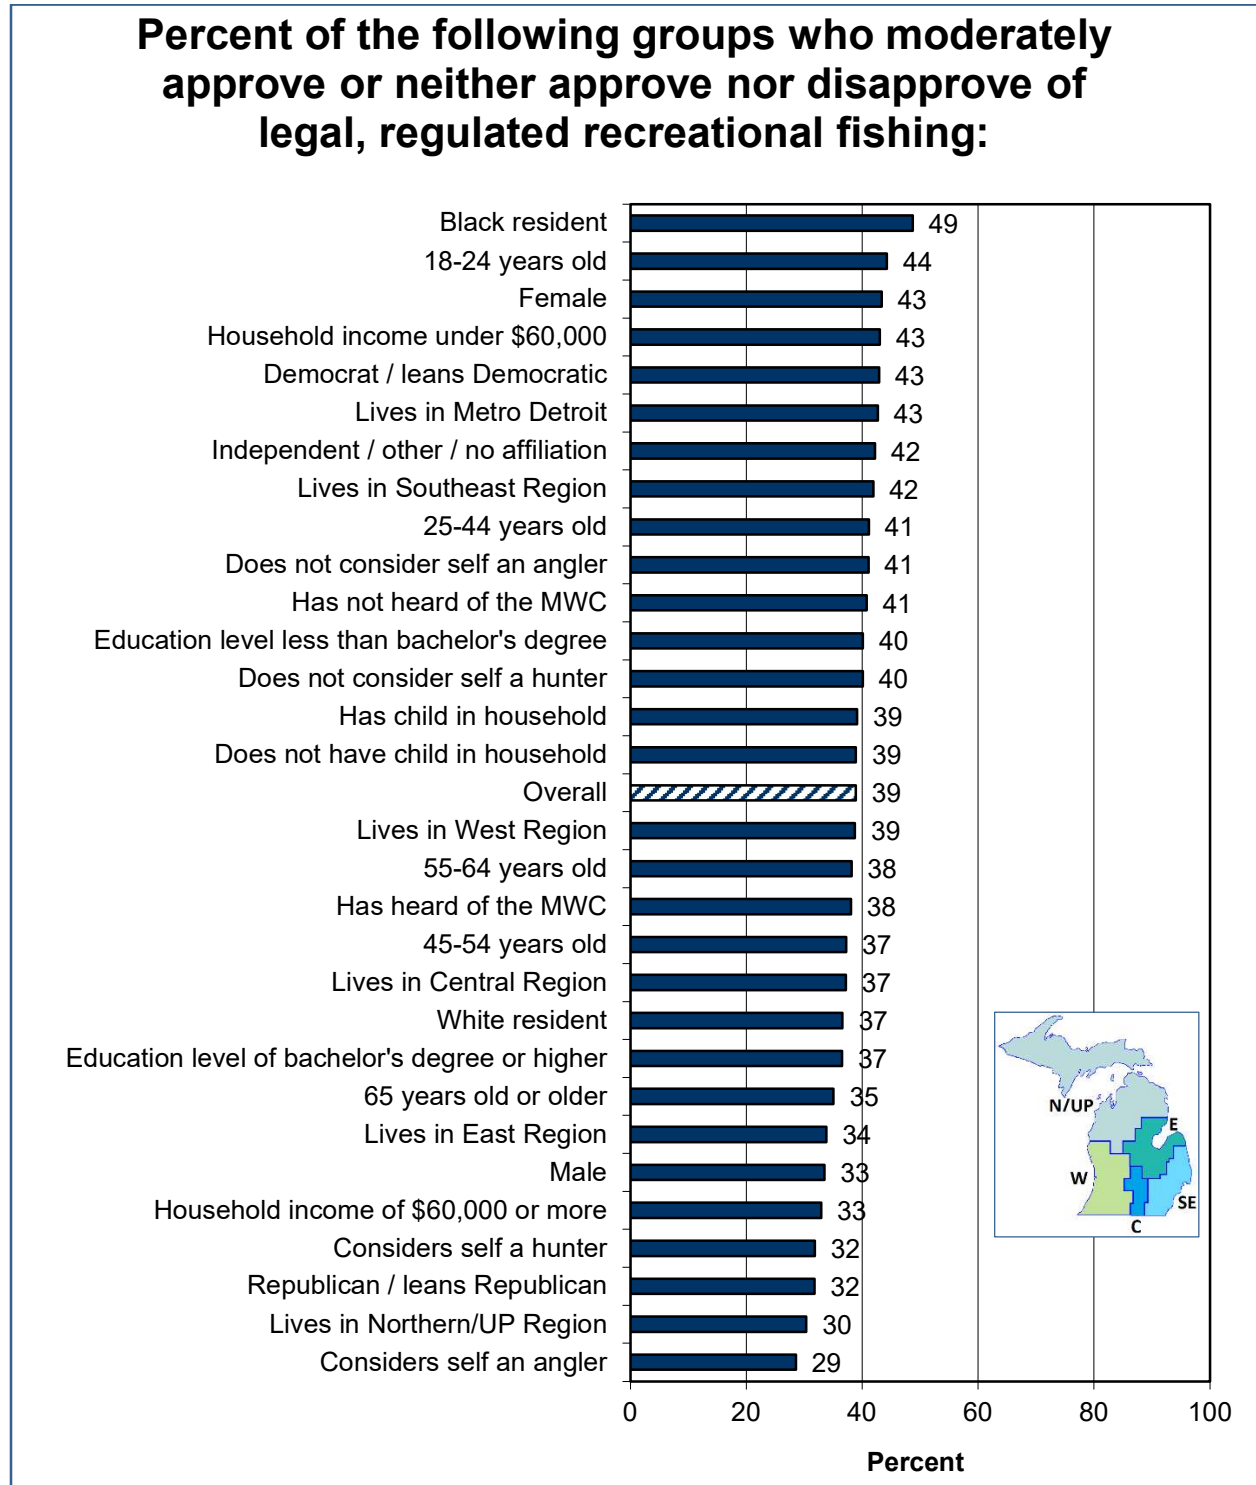 Percent of the following groups who moderately
approve or neither approve nor disapprove of
legal, regulated recreational fishing:
Black resident 49
18-24 years old 44
Female 43
Household income under $60,000 43
Democrat / leans Democratic 43
Lives in Metro Detroit 43
Independent / other / no affiliation 42
Lives in Southeast Region 42
25-44 years old 41
Does not consider self an angler 41
Has not heard of the MWC 41
Education level less than bachelor's degree 40
Does not consider self a hunter 40
Has child in household 39
Does not have child in household 39
Overall 39
Lives in West Region 39
55-64 years old 38
Has heard of the MWC 38
45-54 years old 37
Lives in Central Region 37
White resident 37
Education level of bachelor's degree or higher 37
65 years old or older 35
Lives in East Region 34
Male 33
Household income of $60,000 or more 33
Considers self a hunter 32
Republican / leans Republican 32
Lives in Northern/UP Region 30
Considers self an angler 29
N/UP
E
W
SE
C
0 20 40 60 80 100
Percent